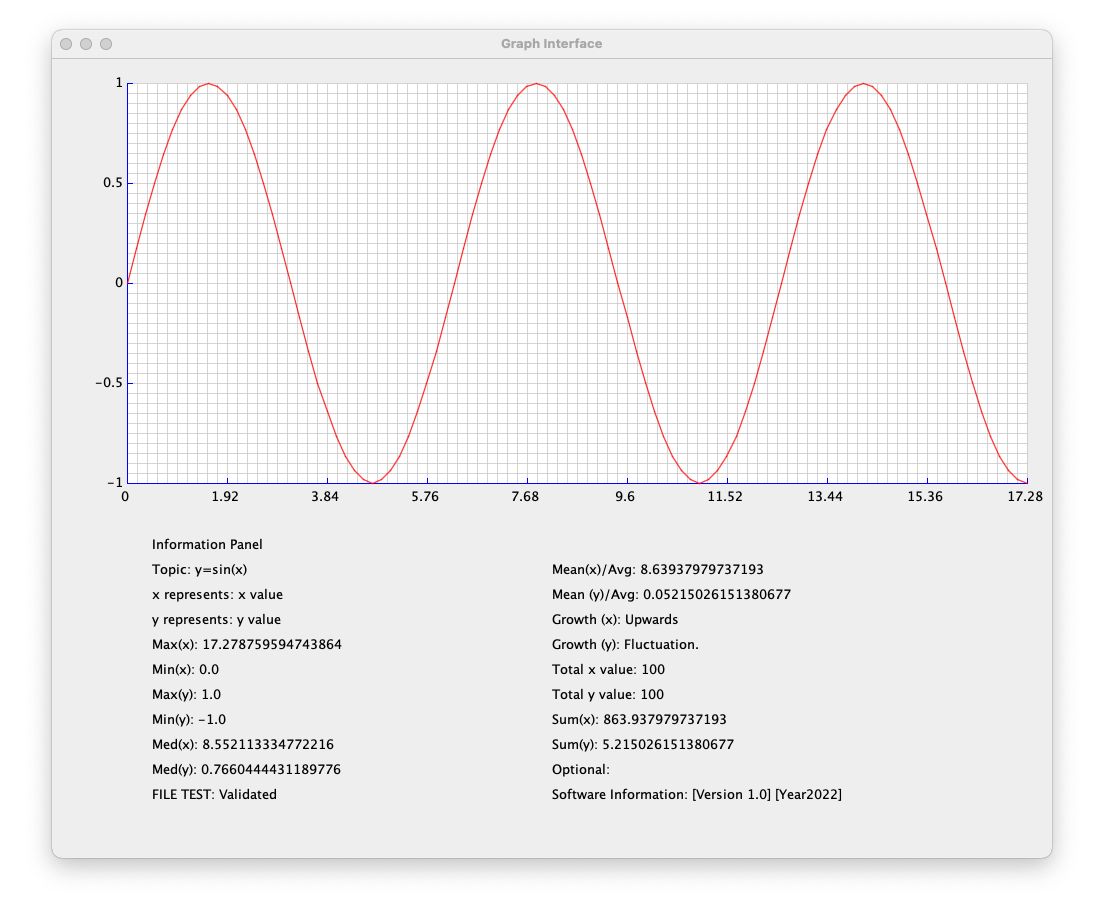 Graph Interface
1
0.5
0
−0.5
−1
0 1.92 3.84 5.76 7.68 9.6 11.52 13.44 15.36 17.28
Information Panel
Topic: y=sin(x)
x represents: x value
y represents: y value
Max(x): 17.278759594743864
Min(x): 0.0
Max(y): 1.0
Min(y): −1.0
Med(x): 8.552113334772216
Med(y): 0.7660444431189776
FILE TEST: Validated
Mean(x)/Avg: 8.63937979737193
Mean (y)/Avg: 0.05215026151380677
Growth (x): Upwards
Growth (y): Fluctuation.
Total x value: 100
Total y value: 100
Sum(x): 863.937979737193
Sum(y): 5.215026151380677
Optional:
Software Information: [Version 1.0] [Year2022]